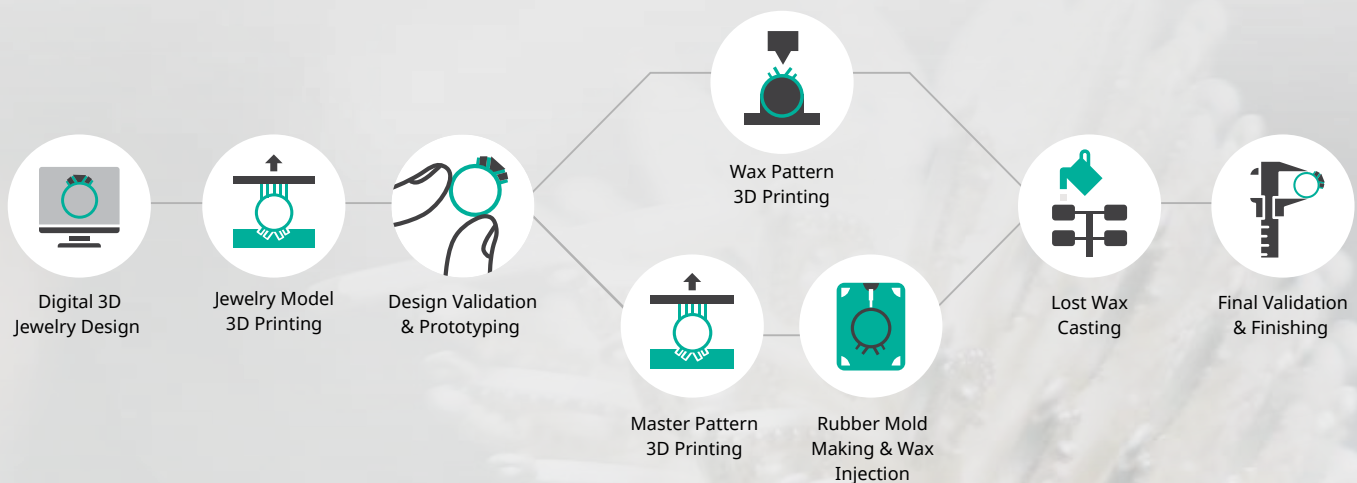 Digital 3D
Jewelry Design
Jewelry Model
3D Printing
Design Validation
& Prototyping
Wax Pattern
3D Printing
Master Pattern
3D Printing
Rubber Mold
Making & Wax
Injection
Lost Wax
Casting
Final Validation
& Finishing